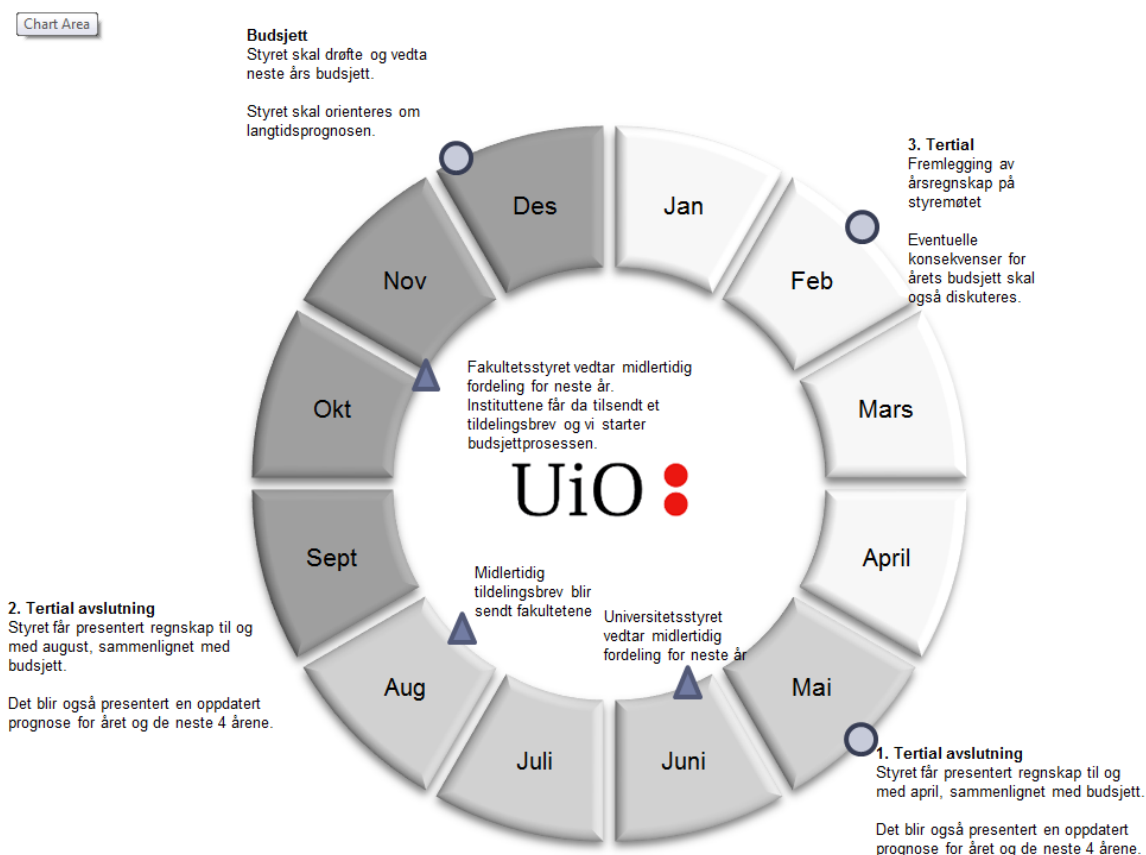 Chart Area
Budsjett
Styret skal drøfte og vedta
neste års budsjett.
Styret skal orienteres om
langtidsprognosen.
3. Tertial
Fremlegging av
årsregnskap på
styremøtet
Eventuelle
konsekvenser for
årets budsjett skal
også diskuteres.
Des
Jan
Nov
Feb
Okt
Mars
Fakultetsstyret vedtar midlertidig
fordeling for neste år.
Instituttene får da tilsendt et
tildelingsbrev og vi starter
budsjettprosessen.
UiO
Sept
April
Midlertidig
tildelingsbrev blir
sendt fakultetene
Universitetsstyret
vedtar midlertidig
fordeling for neste år
2. Tertial avslutning
Styret får presentert regnskap til og
med august, sammenlignet med
budsjett.
Det blir også presentert en oppdatert
prognose for året og de neste 4 årene.
Aug
Mai
Juli
Juni
1. Tertial avslutning
Styret får presentert regnskap til og
med april, sammenlignet med budsjett.
Det blir også presentert en oppdatert
prognose for året og de neste 4 årene.